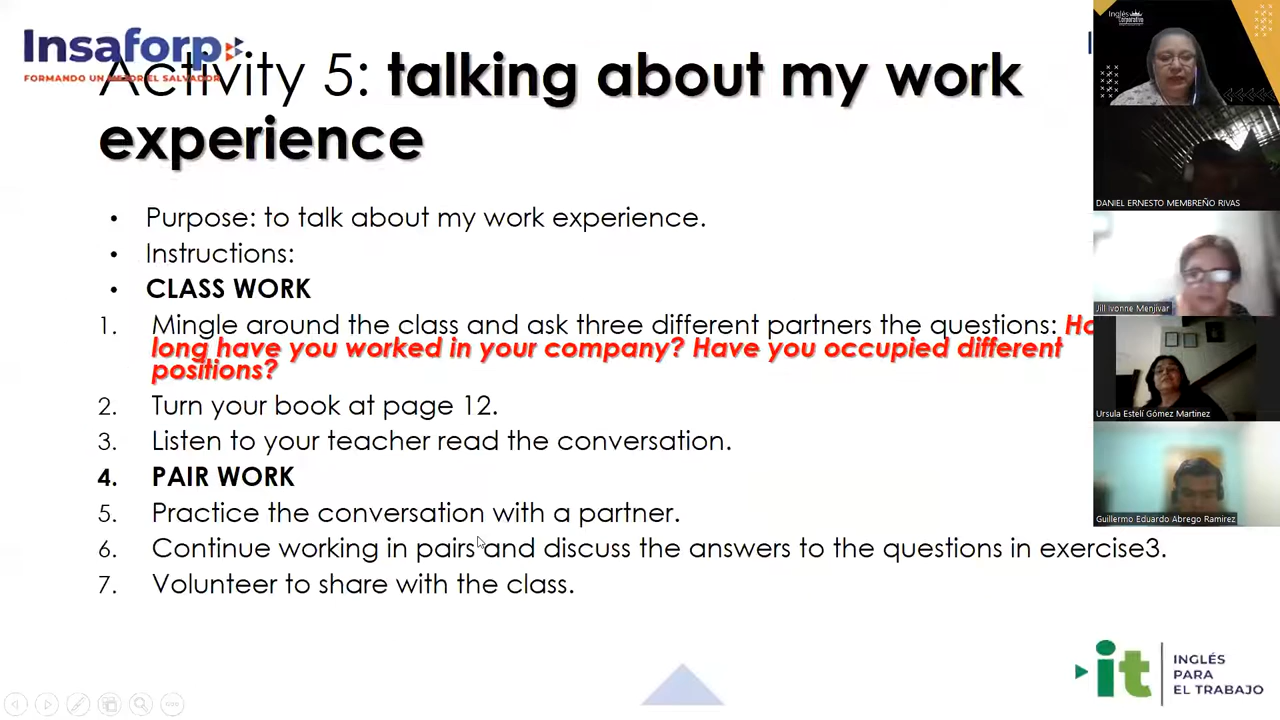 Insaforp
FORMANDO UN MEJOR EL SALVADOR
Activity 5: talking about my work
experience
• Purpose: to talk about my work experience.
• Instructions:
• CLASS WORK
1. Mingle around the class and ask three different partners the questions:
long have you worked in your company? Have you occupied different
positions?
2. Turn your book at page 12.
3. Listen to your teacher read the conversation.
4. PAIR WORK
5. Practice the conversation with a partner.
6. Continue working in pairs and discuss the answers to the questions in exercise3.
7. Volunteer to share with the class.
Inglés
Corporativo
DANIEL ERNESTO MEMBREÑO RIVAS
Jill Ivonne Menjivar
Ursula Estelí Gómez Martinez
Guillermo Eduardo Abrego Ramirez
it
INGLÉS
PARA
EL TRABAJO